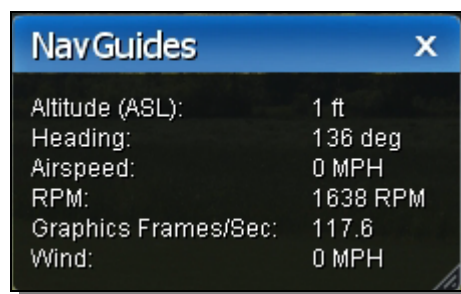 NavGuides x
Altitude (ASL): 1 ft
Heading: 136 deg
Airspeed: 0 MPH
RPM: 1638 RPM
Graphics Frames/Sec: 117.6
Wind: 0 MPH